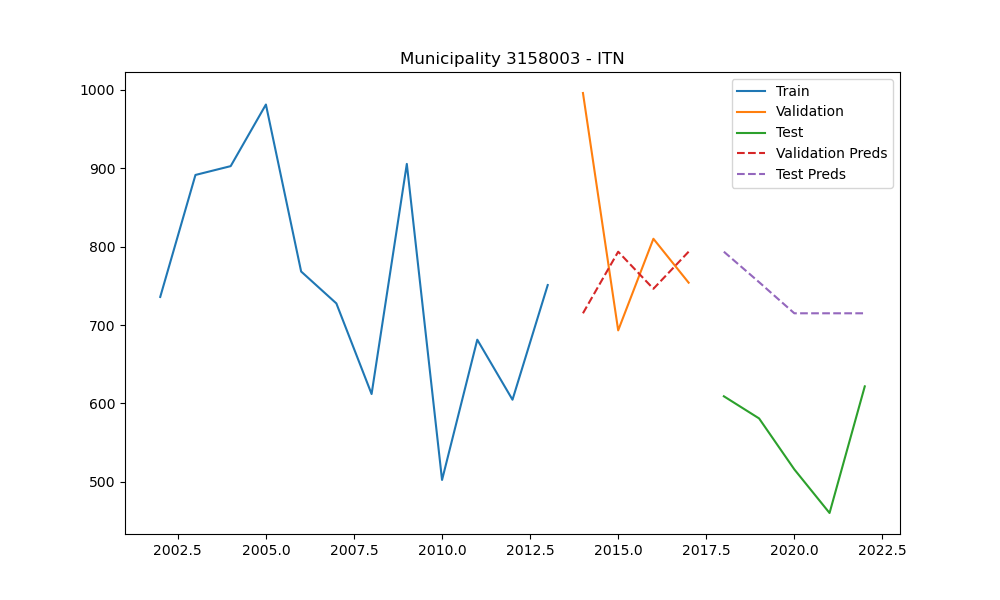 Municipality 3158003 - ITN
Train
Validation
Test
Validation Preds
Test Preds
1000
900
800
700
600
500
2002.5 2005.0 2007.5 2010.0 2012.5 2015.0 2017.5 2020.0 2022.5